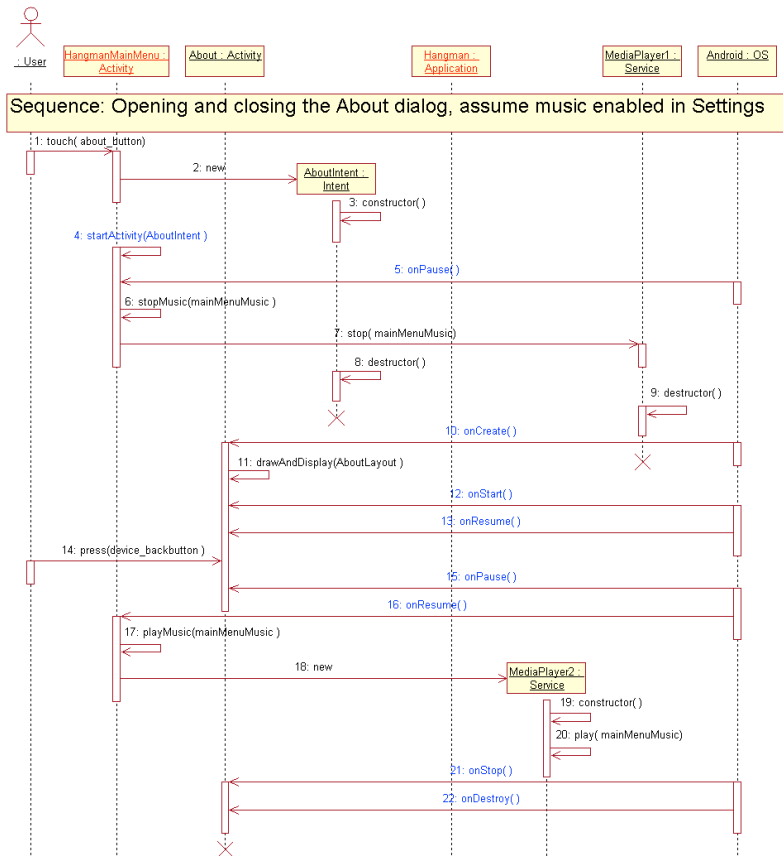 : User
HangmanMainMenu :
Activity
About : Activity
Hangman :
Application
MediaPlayer1 :
Service
Android : OS
Sequence: Opening and closing the About dialog, assume music enabled in Settings
1: touch( about_button)
2: new
AboutIntent :
Intent
3: constructor( )
4: startActivity(AboutIntent )
5: onPause( )
6: stopMusic(mainMenuMusic )
7: stop( mainMenuMusic)
8: destructor( )
9: destructor( )
10: onCreate( )
11: drawAndDisplay(AboutLayout )
12: onStart( )
13: onResume( )
14: press(device_backbutton )
15: onPause( )
16: onResume( )
17: playMusic(mainMenuMusic )
18: new
MediaPlayer2 :
Service
19: constructor( )
20: play( mainMenuMusic)
21: onStop( )
22: onDestroy( )